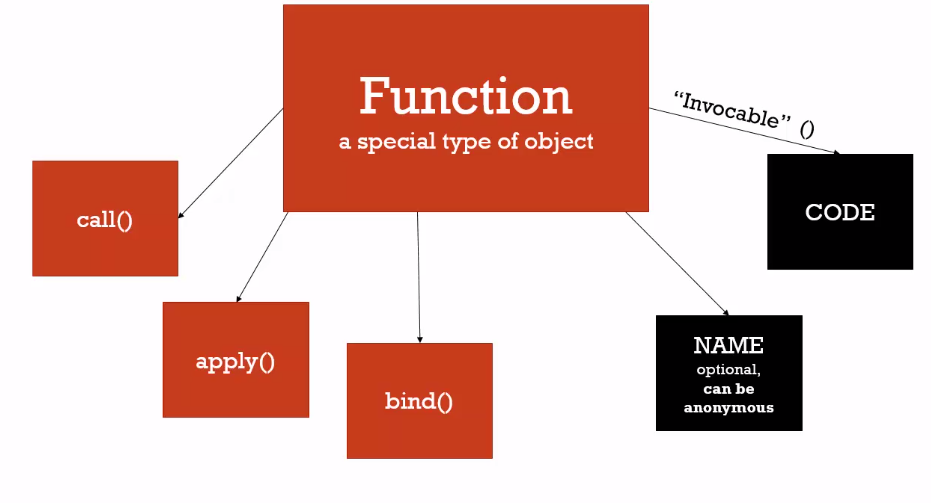 Function
a special type of object
“Invocable” ()
call()
CODE
apply()
bind()
NAME
optional,
can be
anonymous